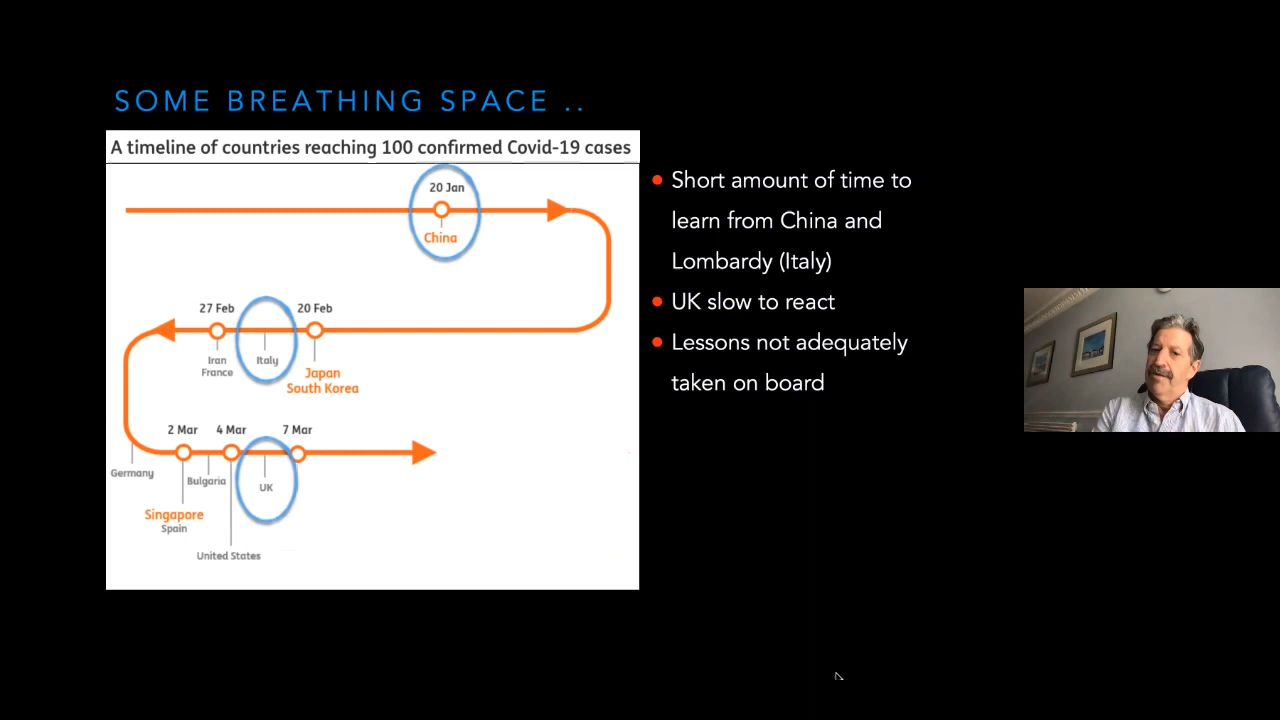 SOME BREATHING SPACE ..
A timeline of countries reaching 100 confirmed Covid-19 cases
20 Jan
China
27 Feb
20 Feb
Iran
France
Italy
Japan
South Korea
2 Mar
4 Mar
7 Mar
Germany
Bulgaria
UK
Singapore
Spain
United States
Short amount of time to
learn from China and
Lombardy (Italy)
UK slow to react
Lessons not adequately
taken on board